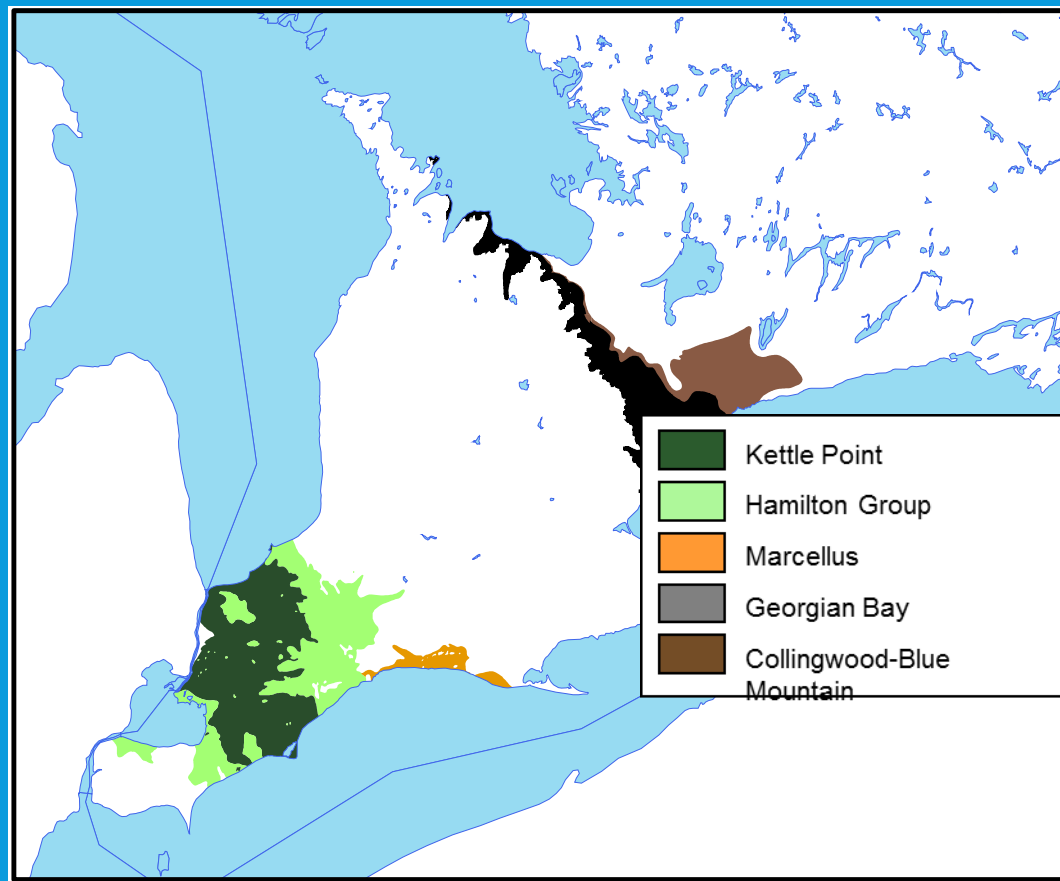 Kettle Point
Hamilton Group
Marcellus
Georgian Bay
Collingwood-Blue
Mountain